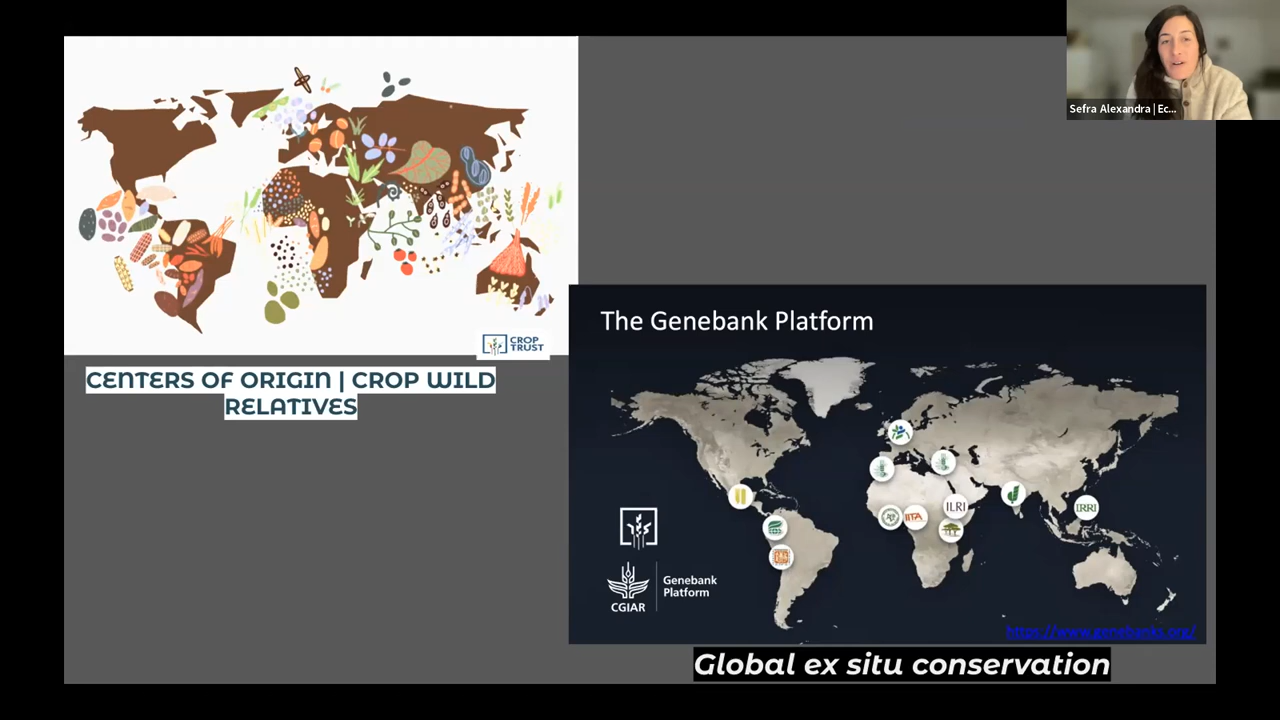 Sefra Alexandra | Ec...
CROP
TRUST
CENTERS OF ORIGIN | CROP WILD
RELATIVES
The Genebank Platform
ILRI
IITA
IRRI
CGIAR
Genebank
Platform
https://www.genebanks.org/
Global ex situ conservation